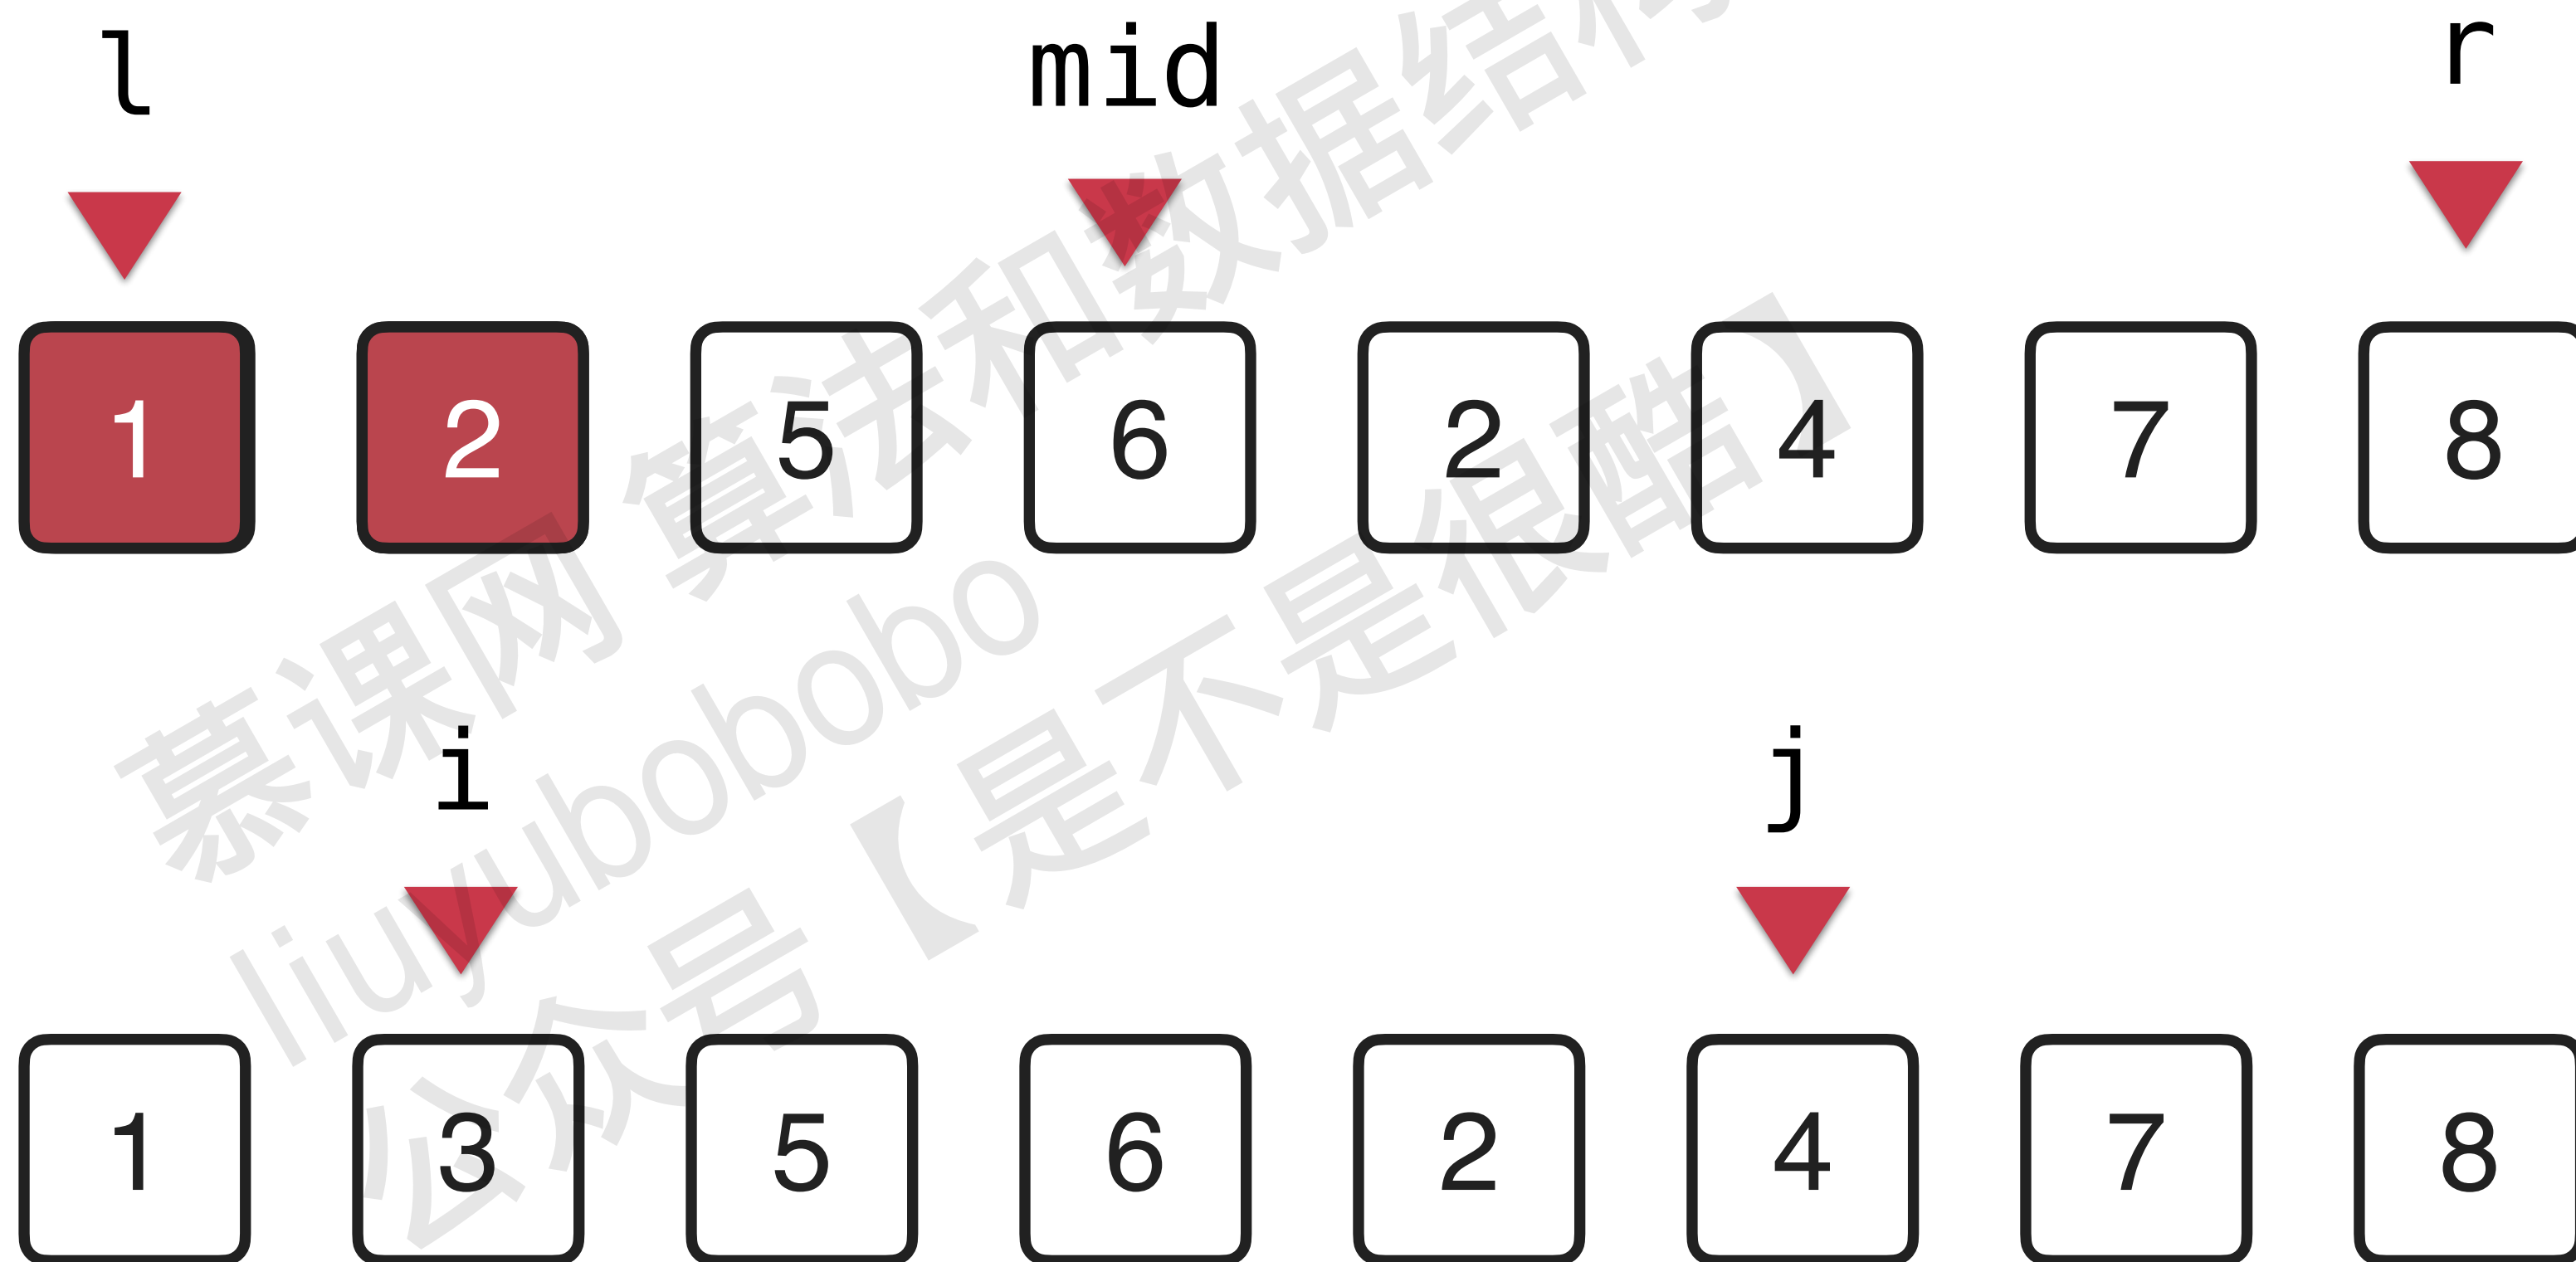 l mid r
1 2 5 6 2 4 7 8
i j
1 3 5 6 2 4 7 8
慕课网 算法和数据结构
liuyubobobo
公众号【是不是很酷】